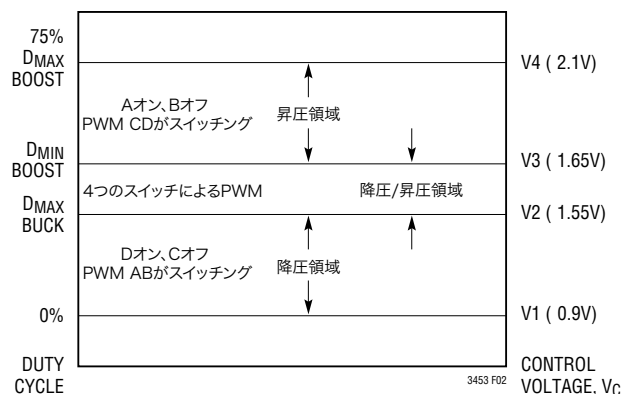 75%
DMAX
BOOST
V4 ( 2.1V)
Aオン、Bオフ
PWM CDがスイッチング
昇圧領域
DMIN
BOOST
V3 ( 1.65V)
4つのスイッチによるPWM
降圧/昇圧領域
DMAX
BUCK
V2 ( 1.55V)
Dオン、Cオフ
PWM ABがスイッチング
降圧領域
0%
V1 ( 0.9V)
DUTY
CYCLE
3453 F02
CONTROL
VOLTAGE, VC